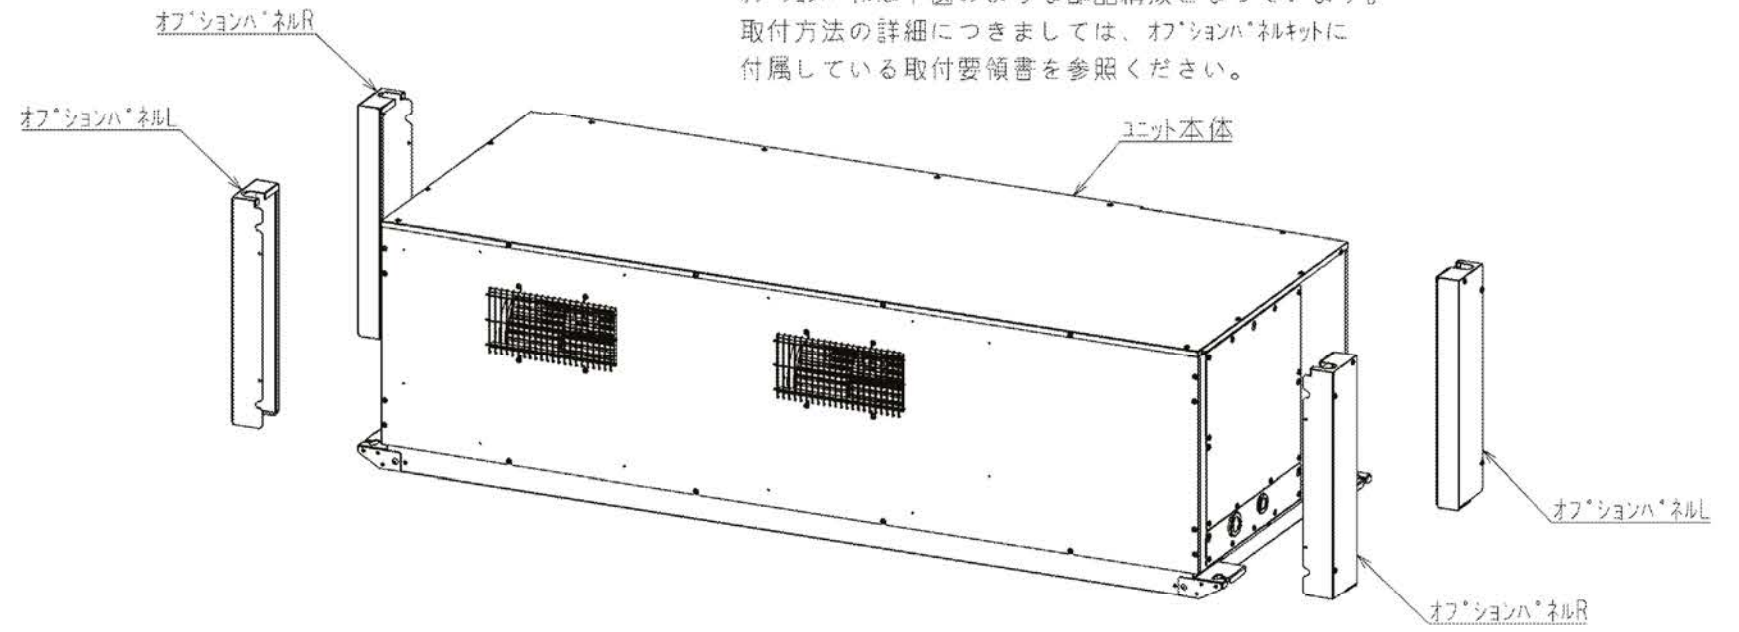 オプションパネルR
取付方法の詳細につきましては、オプションパネルキットに
付属している取付要領書を参照ください。
オプションパネルL
ユニット本体
オプションパネルL
オプションパネルR